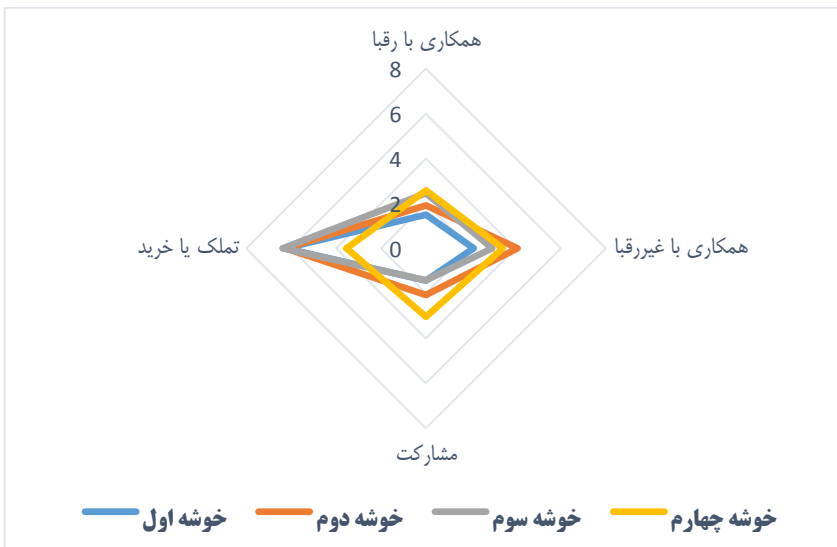 همکاری با رقبا
8
6
4
2
0
همکاری با غیررقبا
تملک یا خرید
مشارکت
خوشه اول
خوشه دوم
خوشه سوم
خوشه چهارم